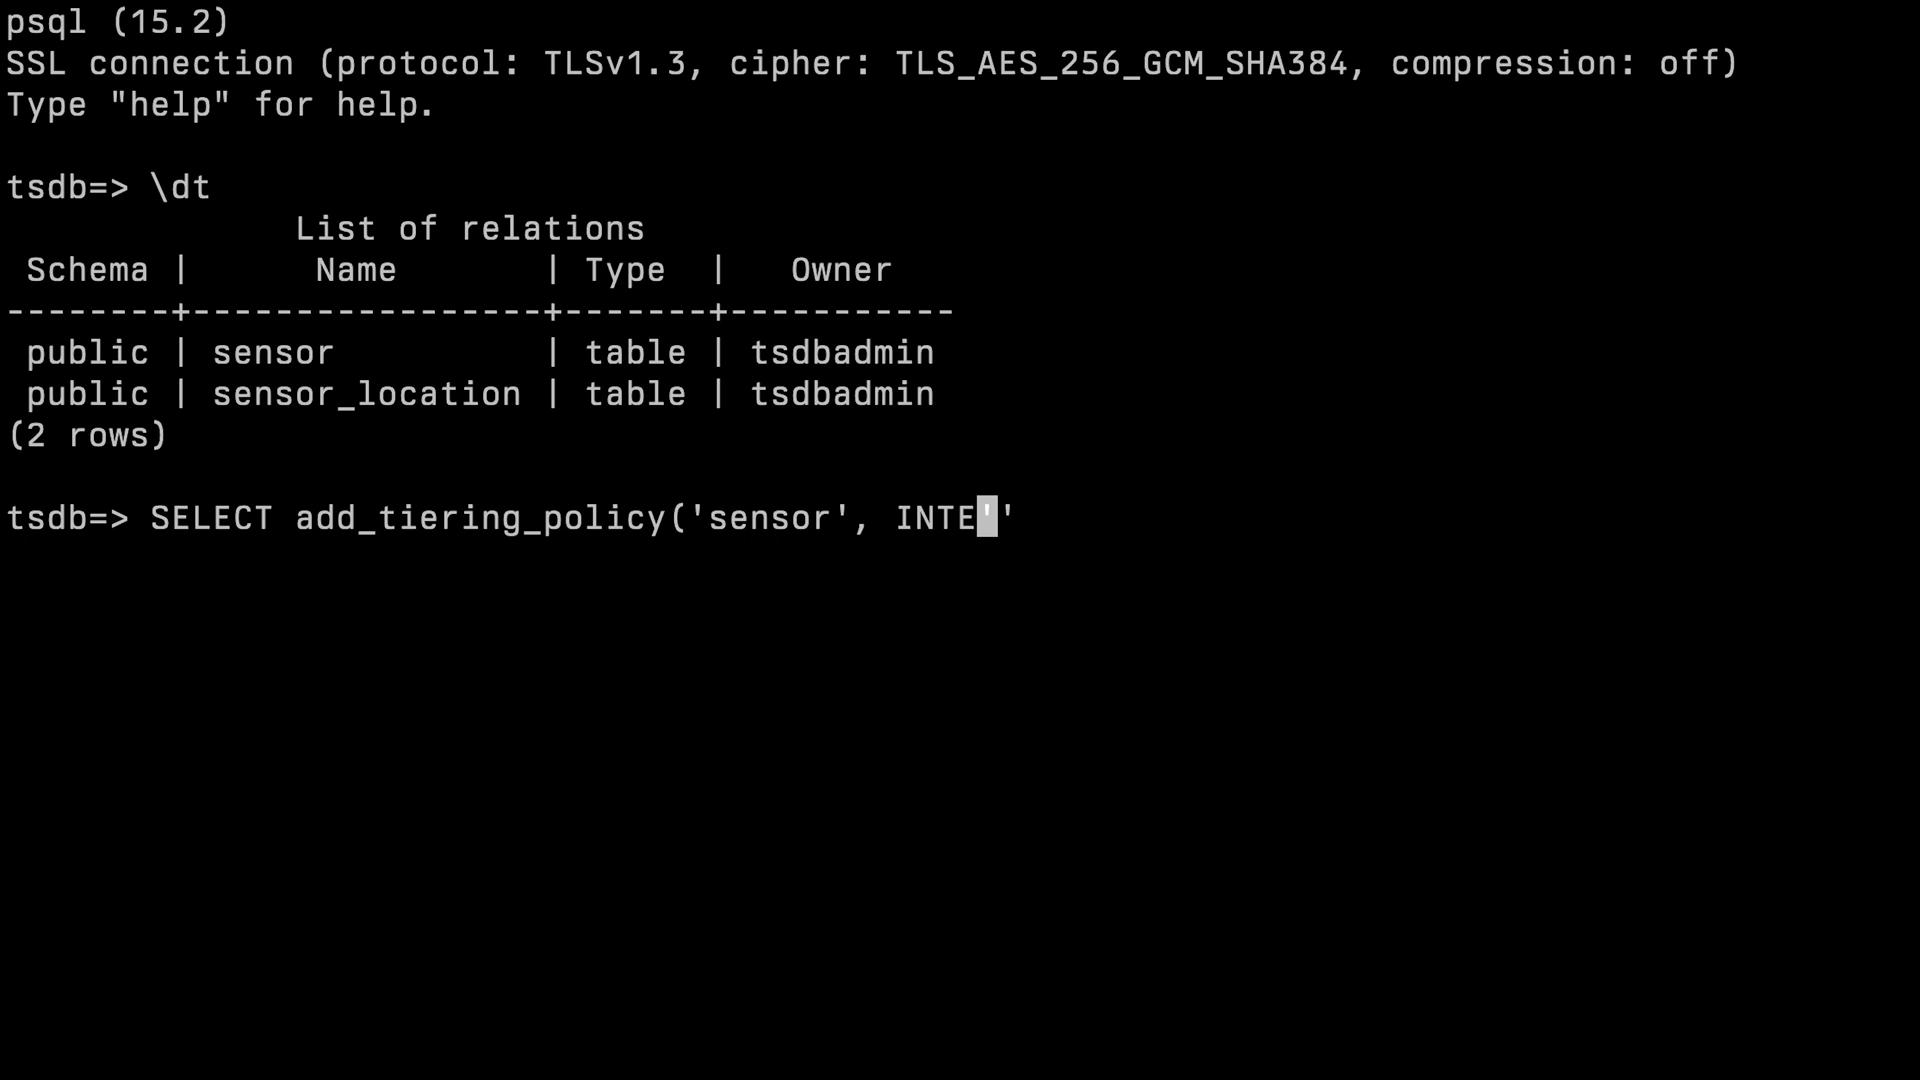 psql (15.2)
SSL connection (protocol: TLSv1.3, cipher: TLS_AES_256_GCM_SHA384, compression: off)
Type "help" for help.
tsdb=> \dt
List of relations
Schema | Name | Type | Owner
--------+-----------------+-------+-----------
public | sensor | table | tsdbadmin
public | sensor_location | table | tsdbadmin
(2 rows)
tsdb=> SELECT add_tiering_policy('sensor', INTE''